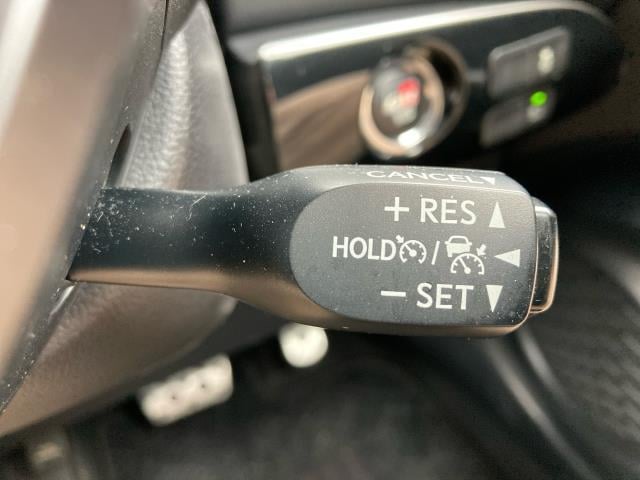 CANCEL
+ RES
HOLD /
− SET